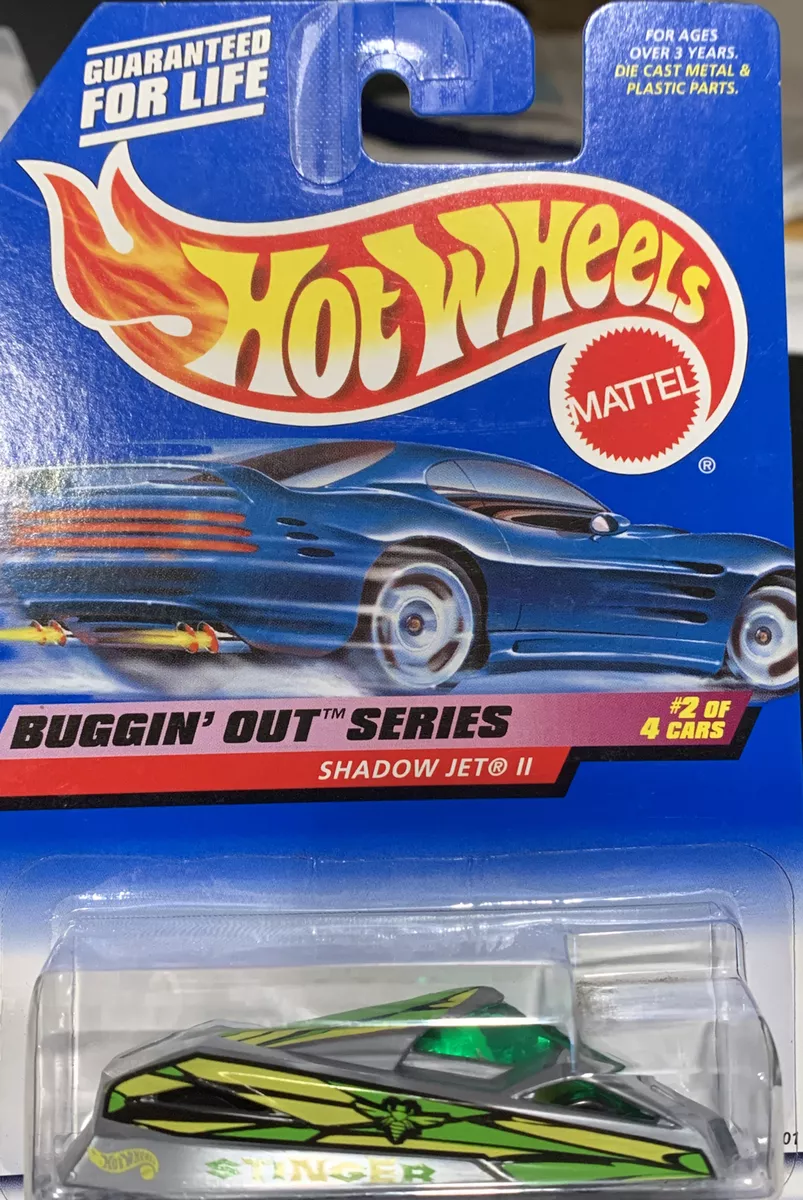 GUARANTEED
FOR LIFE
FOR AGES
OVER 3 YEARS.
DIE CAST METAL &
PLASTIC PARTS.
HOT WHEELS
MATTEL
®
BUGGIN' OUT™ SERIES
#2 OF
4 CARS
SHADOW JET® II
HOT WHEELS
STINGER
01